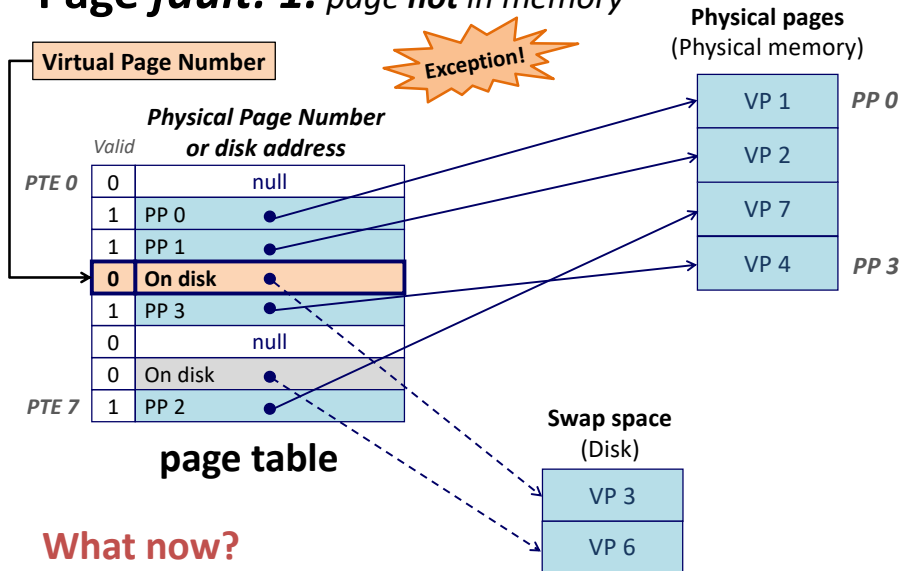 Page fault! 1. page not in memory
Physical pages
(Physical memory)
Virtual Page Number
Exception!
Physical Page Number
or disk address
Valid
PTE 0 0 null
1 PP 0
1 PP 1
0 On disk
1 PP 3
0 null
0 On disk
PTE 7 1 PP 2
page table
VP 1 PP 0
VP 2
VP 7
VP 4 PP 3
Swap space
(Disk)
VP 3
VP 6
What now?